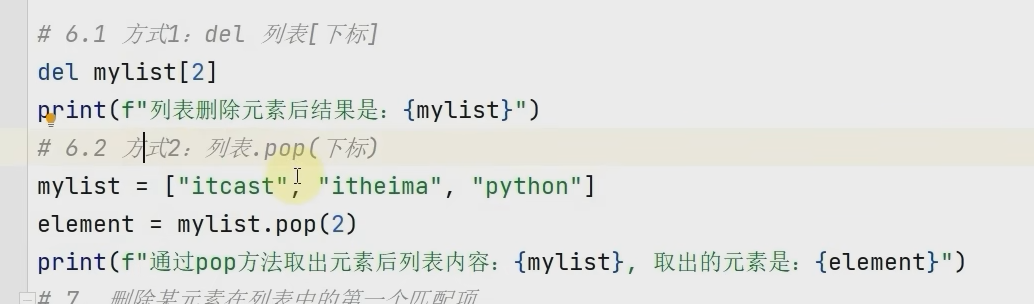 # 6.1 方式1：del 列表[下标]
del mylist[2]
print(f"列表删除元素后结果是：{mylist}")
# 6.2 方式2：列表.pop(下标)
mylist = ["itcast", "itheima", "python"]
element = mylist.pop(2)
print(f"通过pop方法取出元素后列表内容：{mylist}, 取出的元素是：{element}")
# 7. 删除某元素在列表中的第一个匹配项